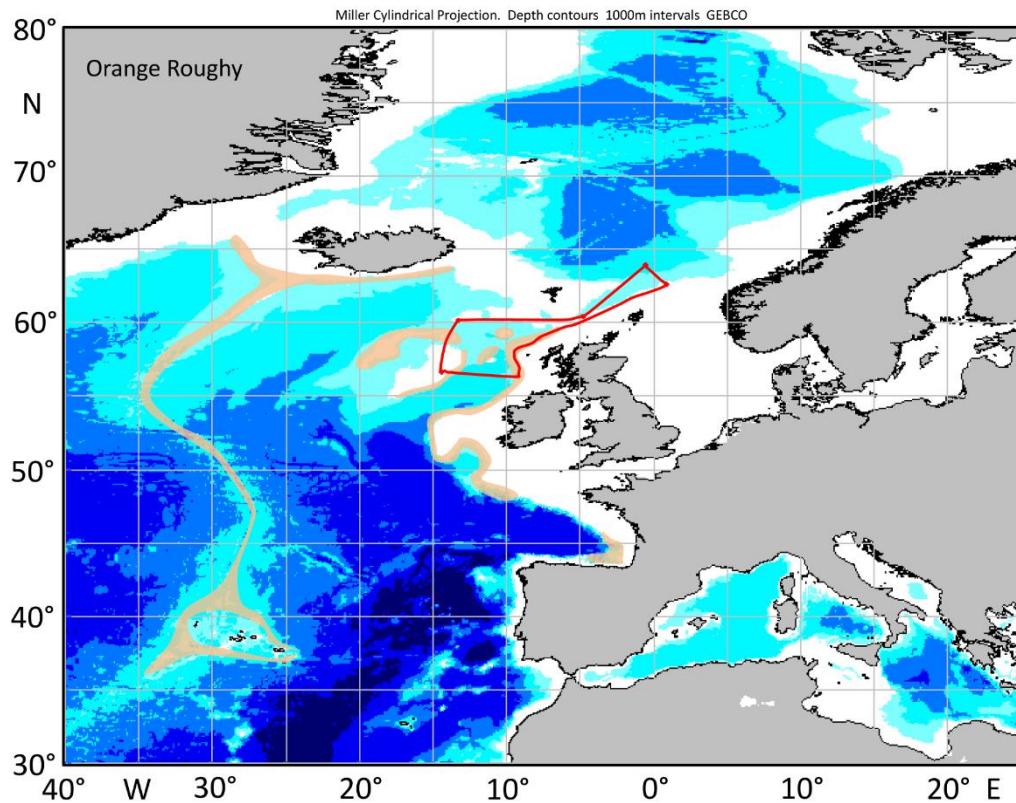 Miller Cylindrical Projection.  Depth contours  1000m intervals  GEBCO
80°
Orange Roughy
N
70°
60°
50°
40°
30°
40° W 30° 20° 10° 0° 10° 20° E